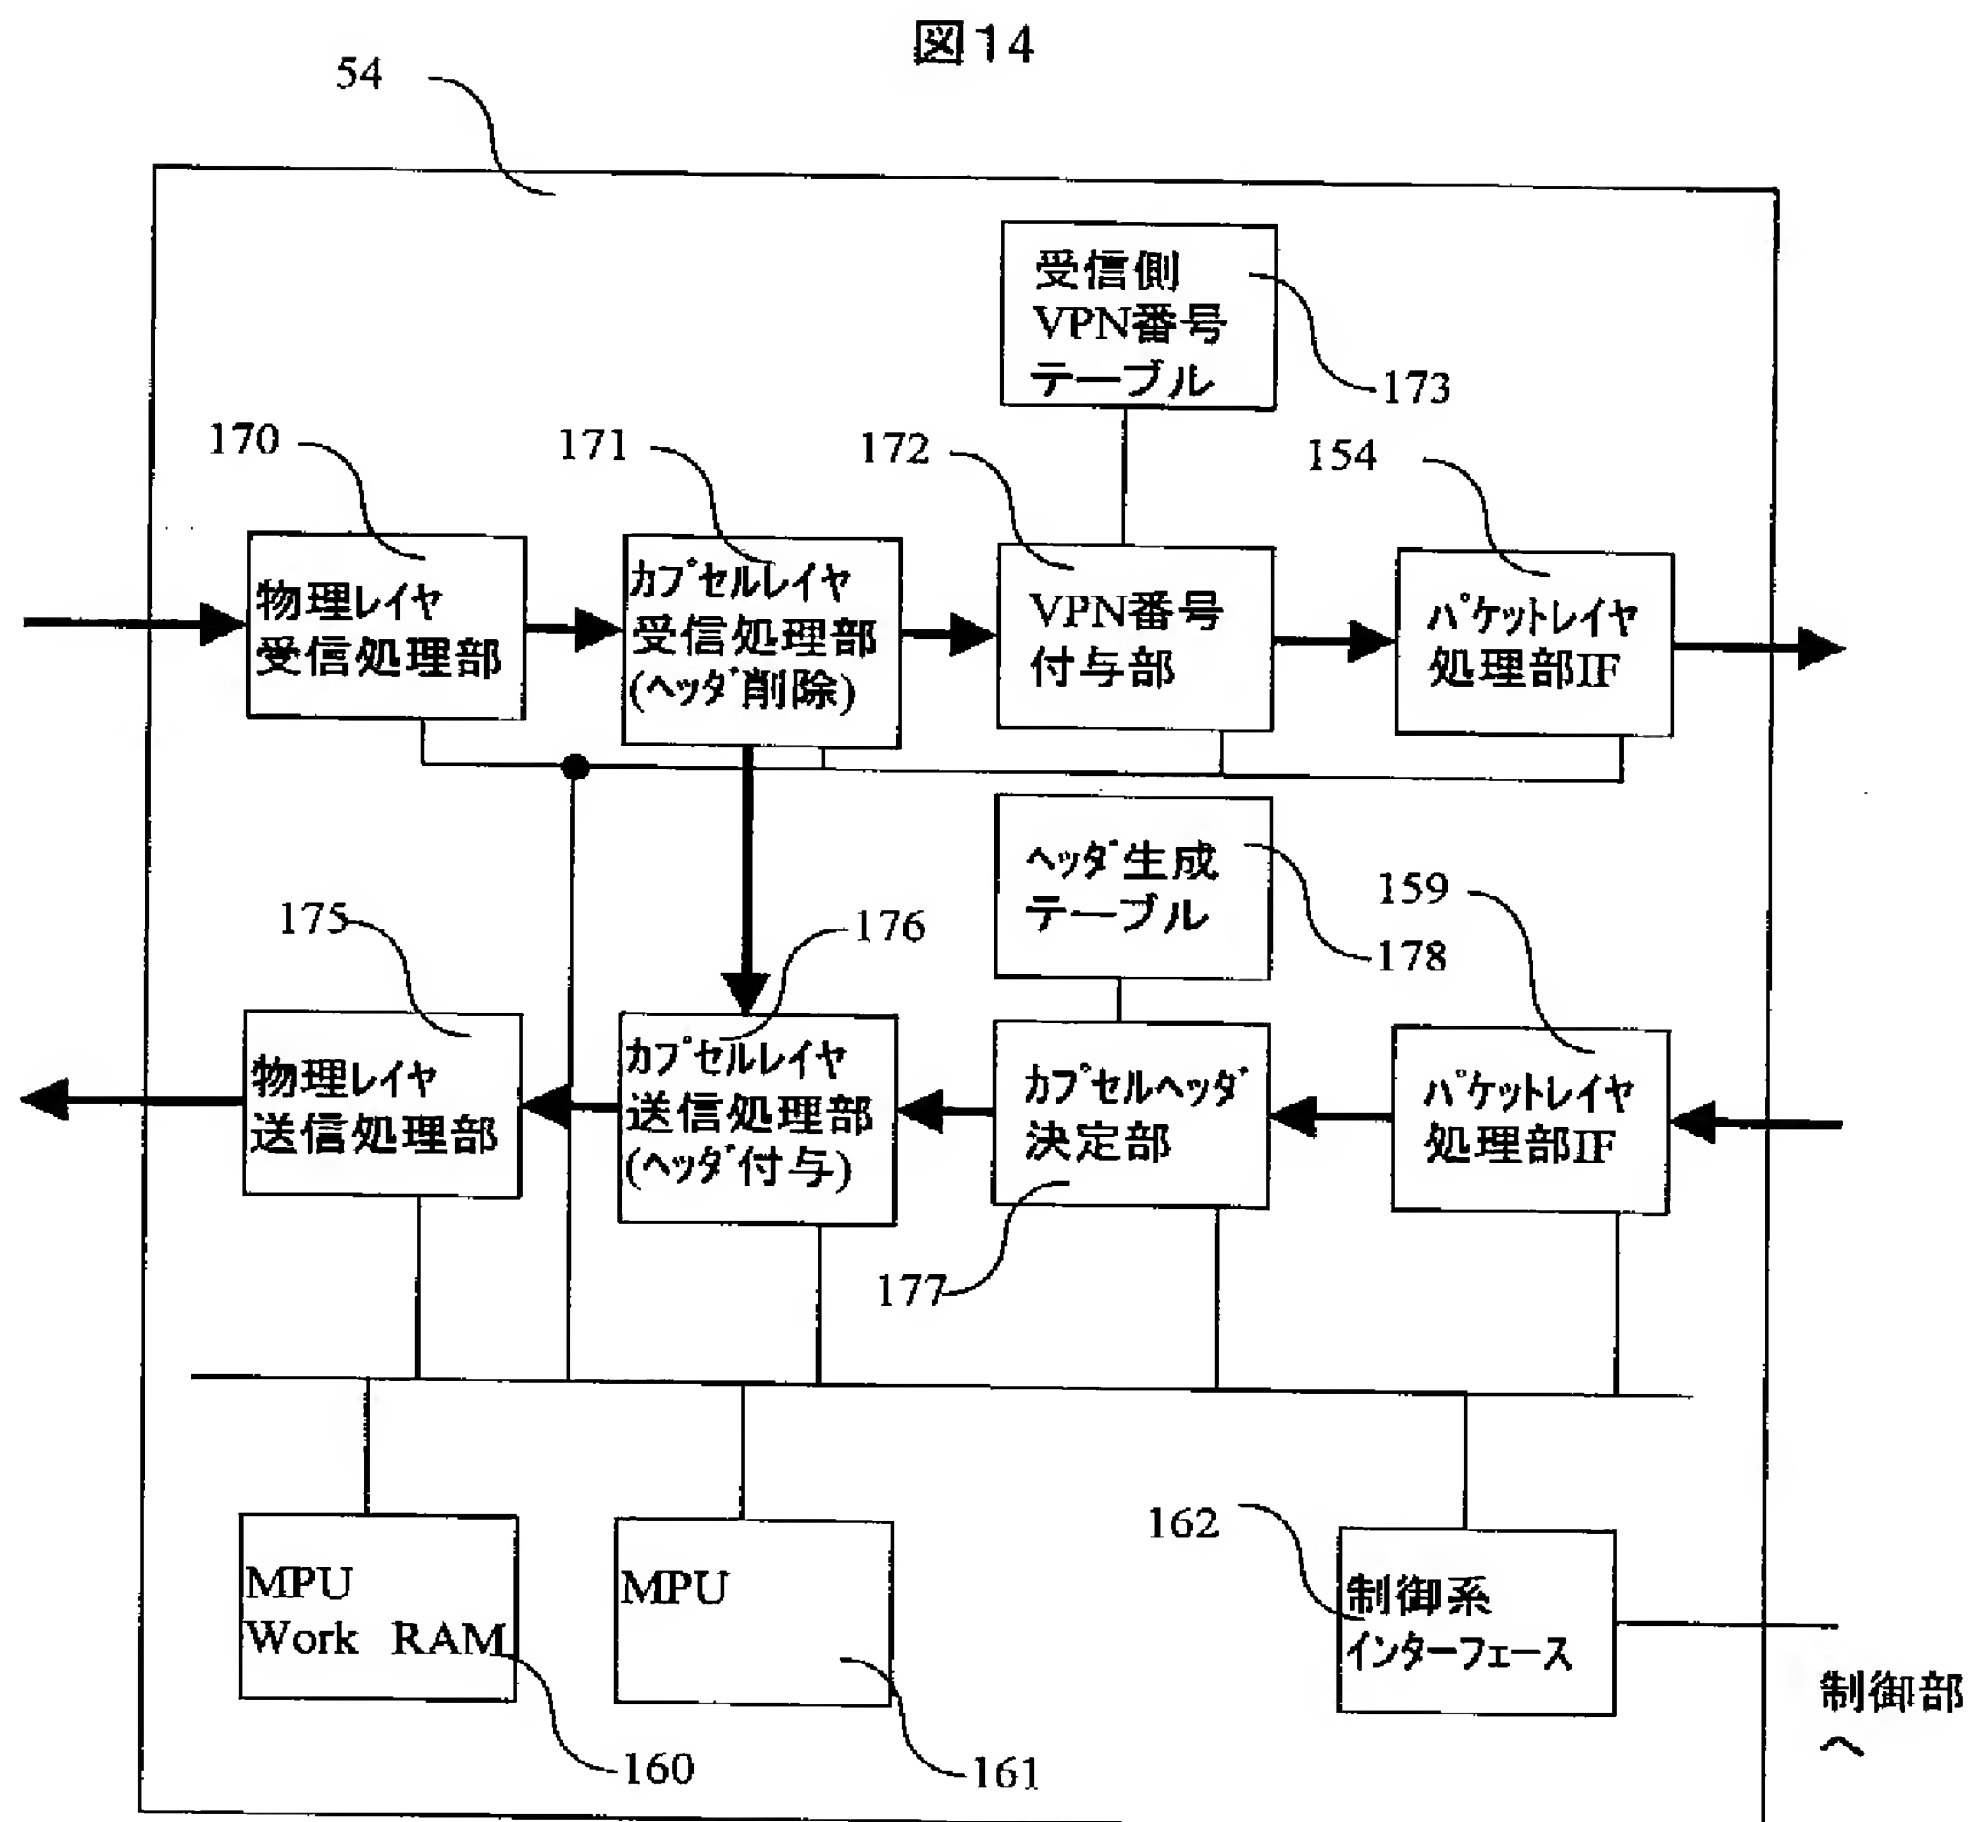 図14
54
受信側
VPN番号
テーブル
173
170
171
172
154
物理レイヤ
受信処理部
カプセルレイヤ
受信処理部
(ヘッダ削除)
VPN番号
付与部
パケットレイヤ
処理部IF
ヘッダ生成
テーブル
178
159
175
176
物理レイヤ
送信処理部
カプセルレイヤ
送信処理部
(ヘッダ付与)
カプセルヘッダ
決定部
パケットレイヤ
処理部IF
177
MPU
Work RAM
160
MPU
161
162
制御系
インターフェース
制御部
へ